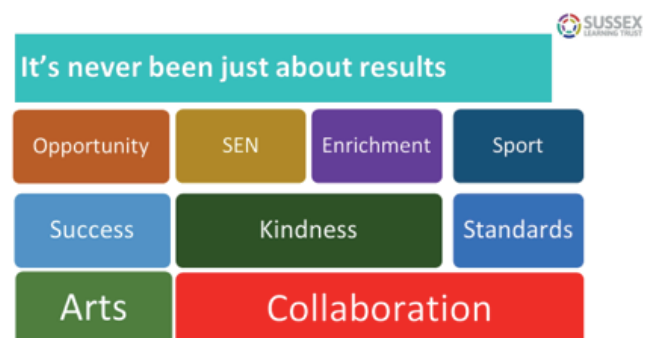 SUSSEX
LEARNING TRUST
It's never been just about results
Opportunity SEN Enrichment Sport
Success Kindness Standards
Arts Collaboration